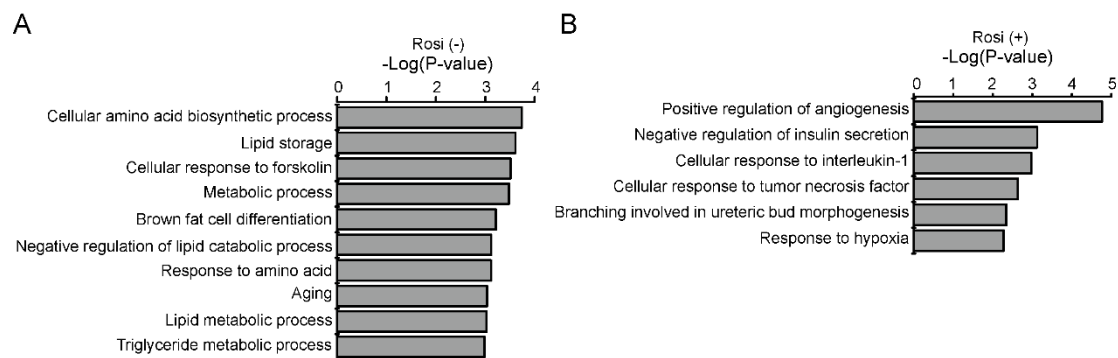 A
Rosi (-)
-Log(P-value)
0 1 2 3 4
Cellular amino acid biosynthetic process
Lipid storage
Cellular response to forskolin
Metabolic process
Brown fat cell differentiation
Negative regulation of lipid catabolic process
Response to amino acid
Aging
Lipid metabolic process
Triglyceride metabolic process
B
Rosi (+)
-Log(P-value)
0 1 2 3 4 5
Positive regulation of angiogenesis
Negative regulation of insulin secretion
Cellular response to interleukin-1
Cellular response to tumor necrosis factor
Branching involved in ureteric bud morphogenesis
Response to hypoxia